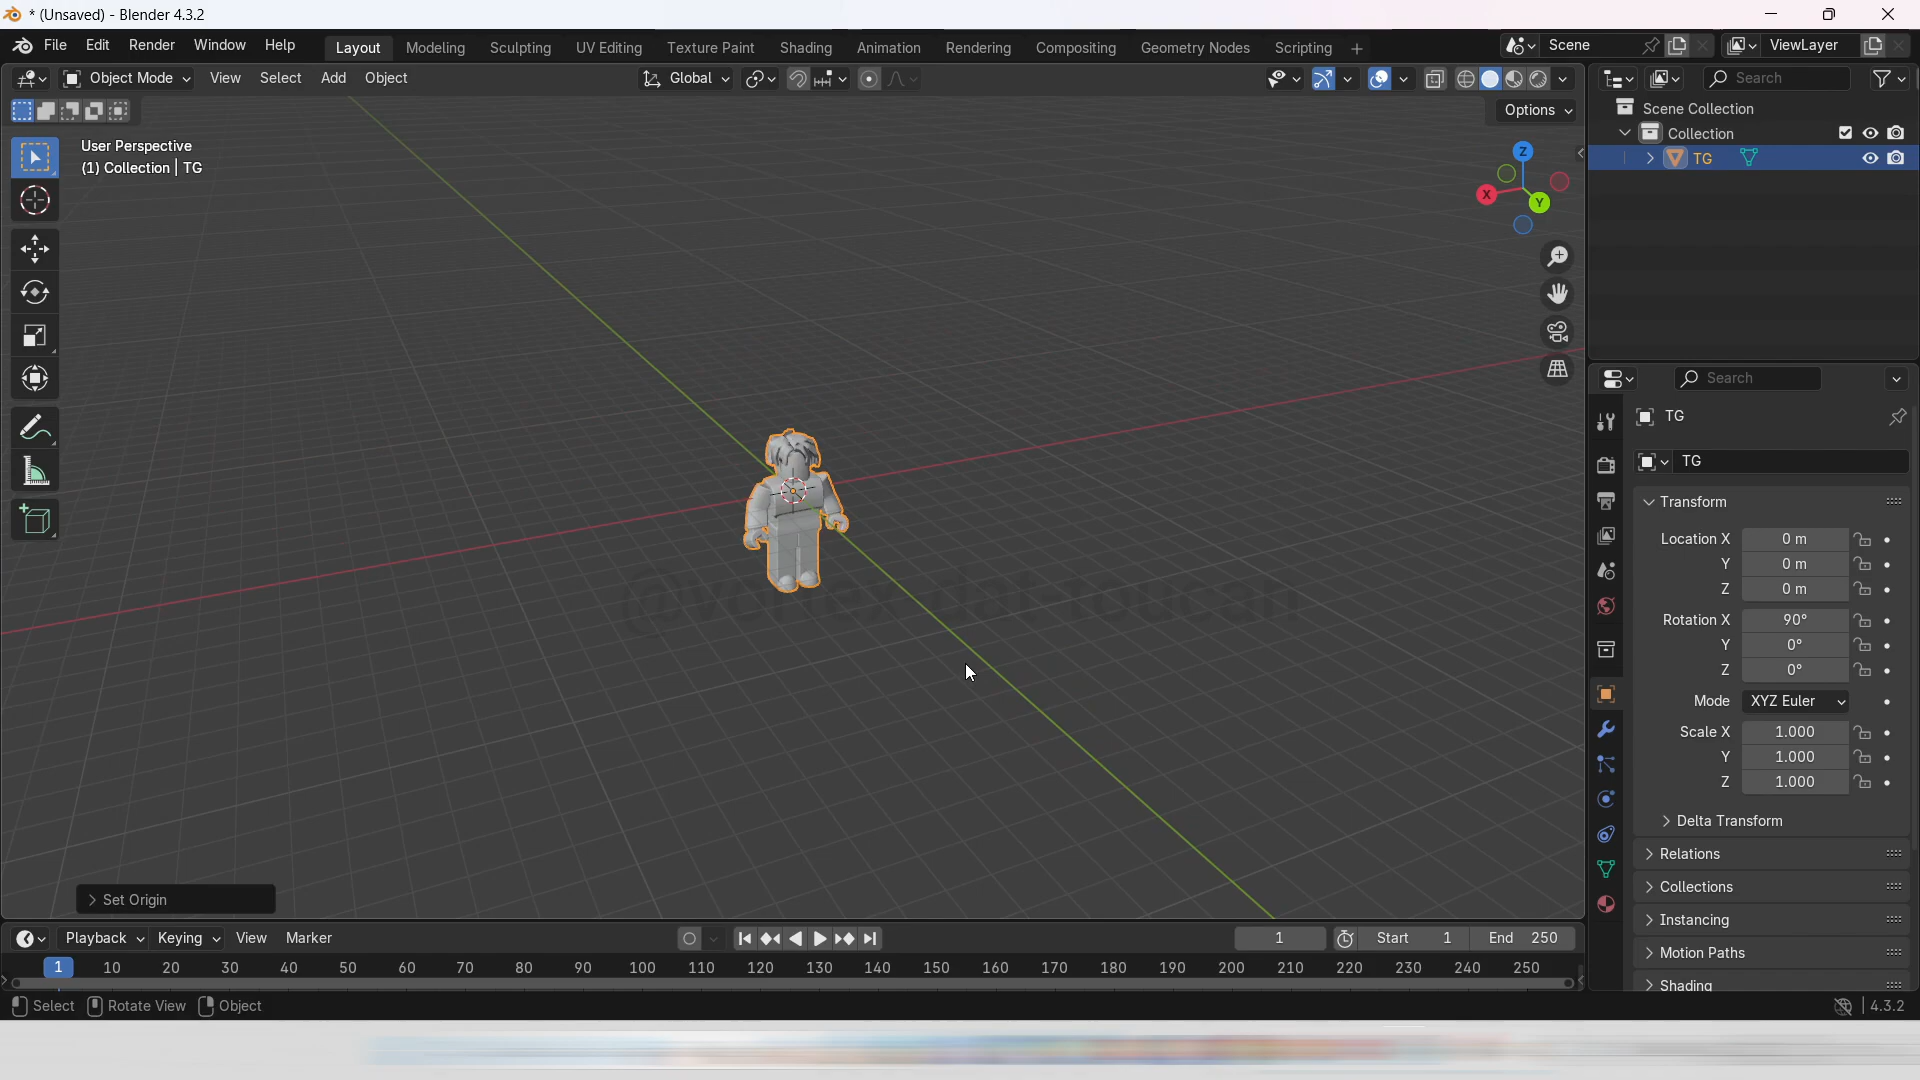 * (Unsaved) - Blender 4.3.2
File Edit Render Window Help Layout Modeling Sculpting UV Editing Texture Paint Shading Animation Rendering Compositing Geometry Nodes Scripting + Scene ViewLayer
Object Mode View Select Add Object Global Search
Options
Scene Collection
Collection
TG
User Perspective
(1) Collection | TG
Z
X
Y
Search
TG
TG
Transform
Location X 0 m
Y 0 m
Z 0 m
Rotation X 90°
Y 0°
Z 0°
Mode XYZ Euler
Scale X 1.000
Y 1.000
Z 1.000
Delta Transform
Relations
Collections
Instancing
Motion Paths
Shading
Set Origin
Playback Keying View Marker 1 Start 1 End 250
1 10 20 30 40 50 60 70 80 90 100 110 120 130 140 150 160 170 180 190 200 210 220 230 240 250
Select Rotate View Object 4.3.2